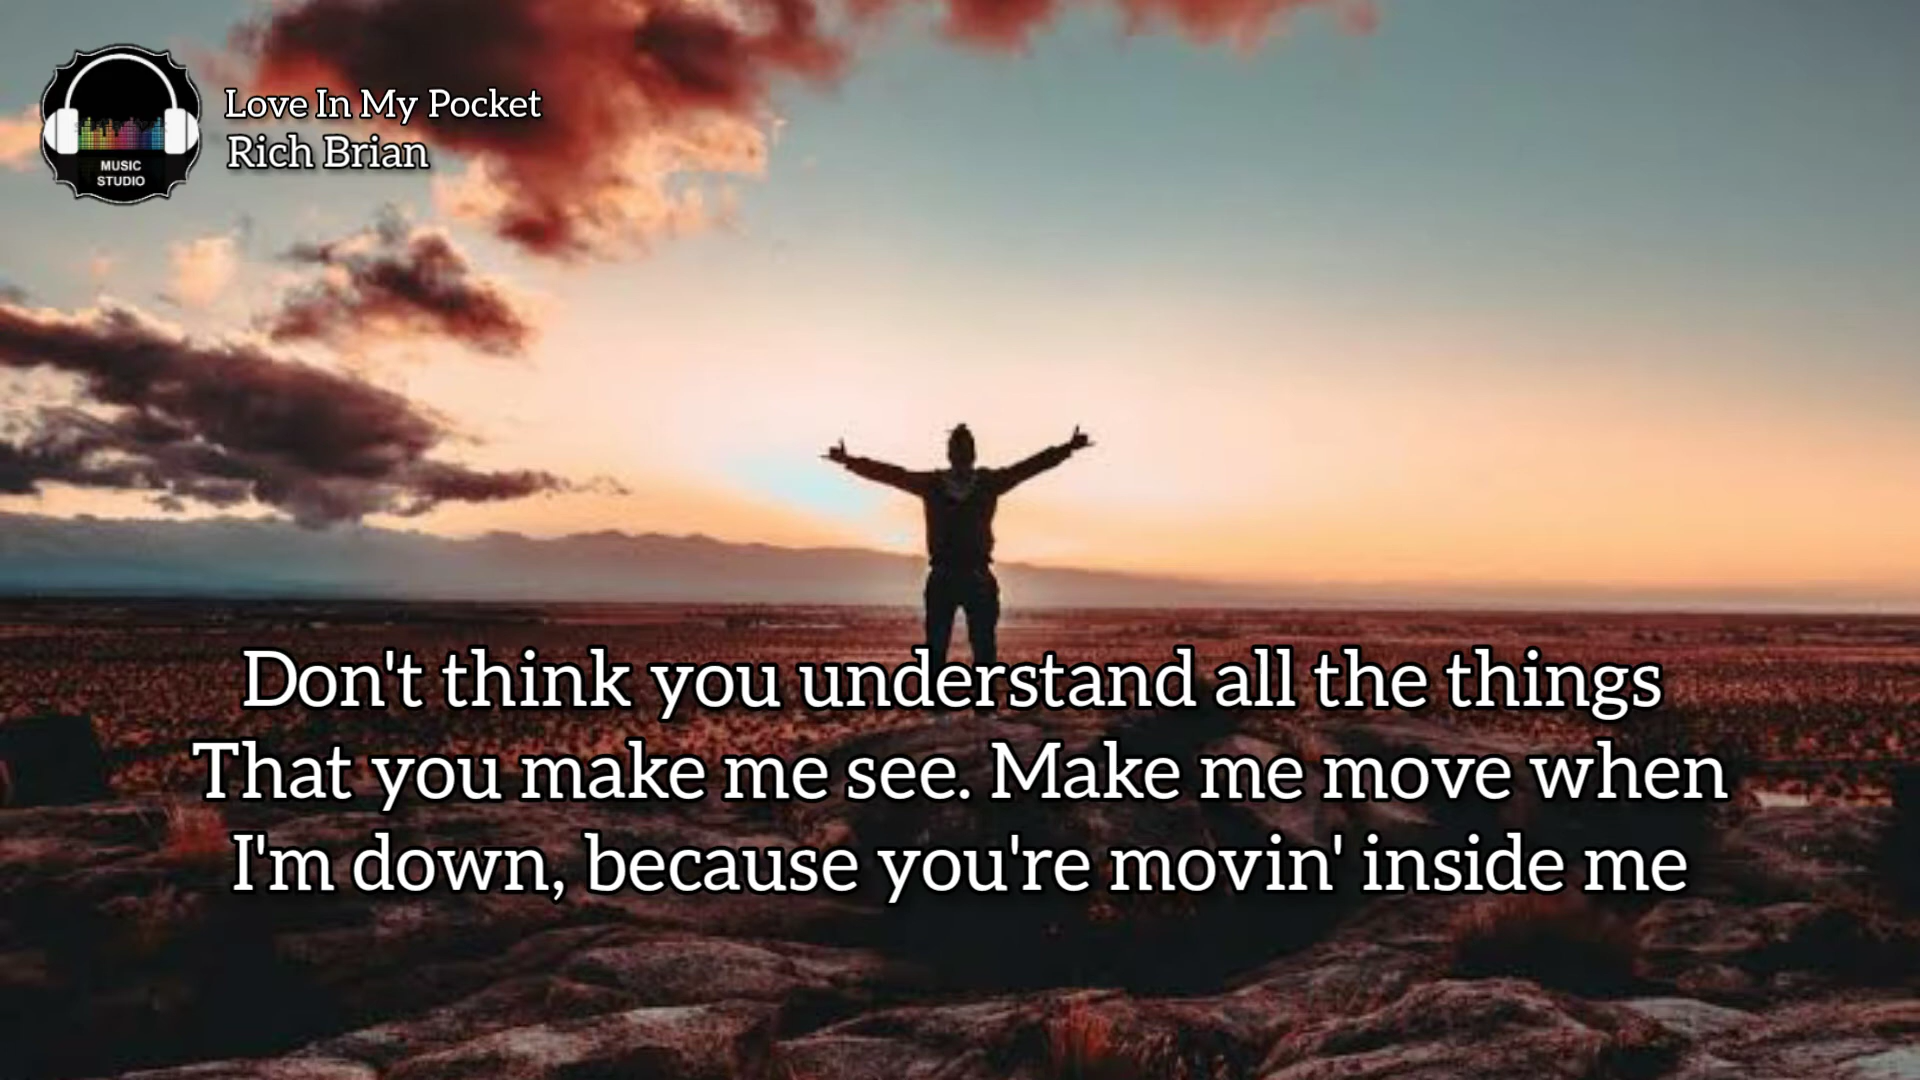 Love In My Pocket
Rich Brian
MUSIC
STUDIO
Don't think you understand all the things
That you make me see. Make me move when
I'm down, because you're movin' inside me